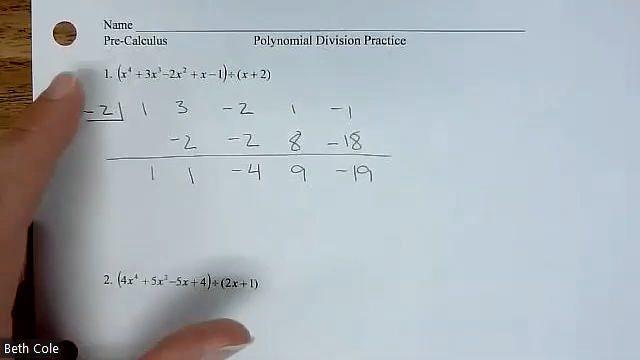 Name
Pre-Calculus Polynomial Division Practice
1. (x⁴ + 3x³ – 2x² + x – 1) ÷ (x + 2)
-2| 1 3 -2 1 -1
-2 -2 8 -18
1 1 -4 9 -19
2. (4x⁴ + 5x² – 5x + 4) ÷ (2x + 1)
Beth Cole